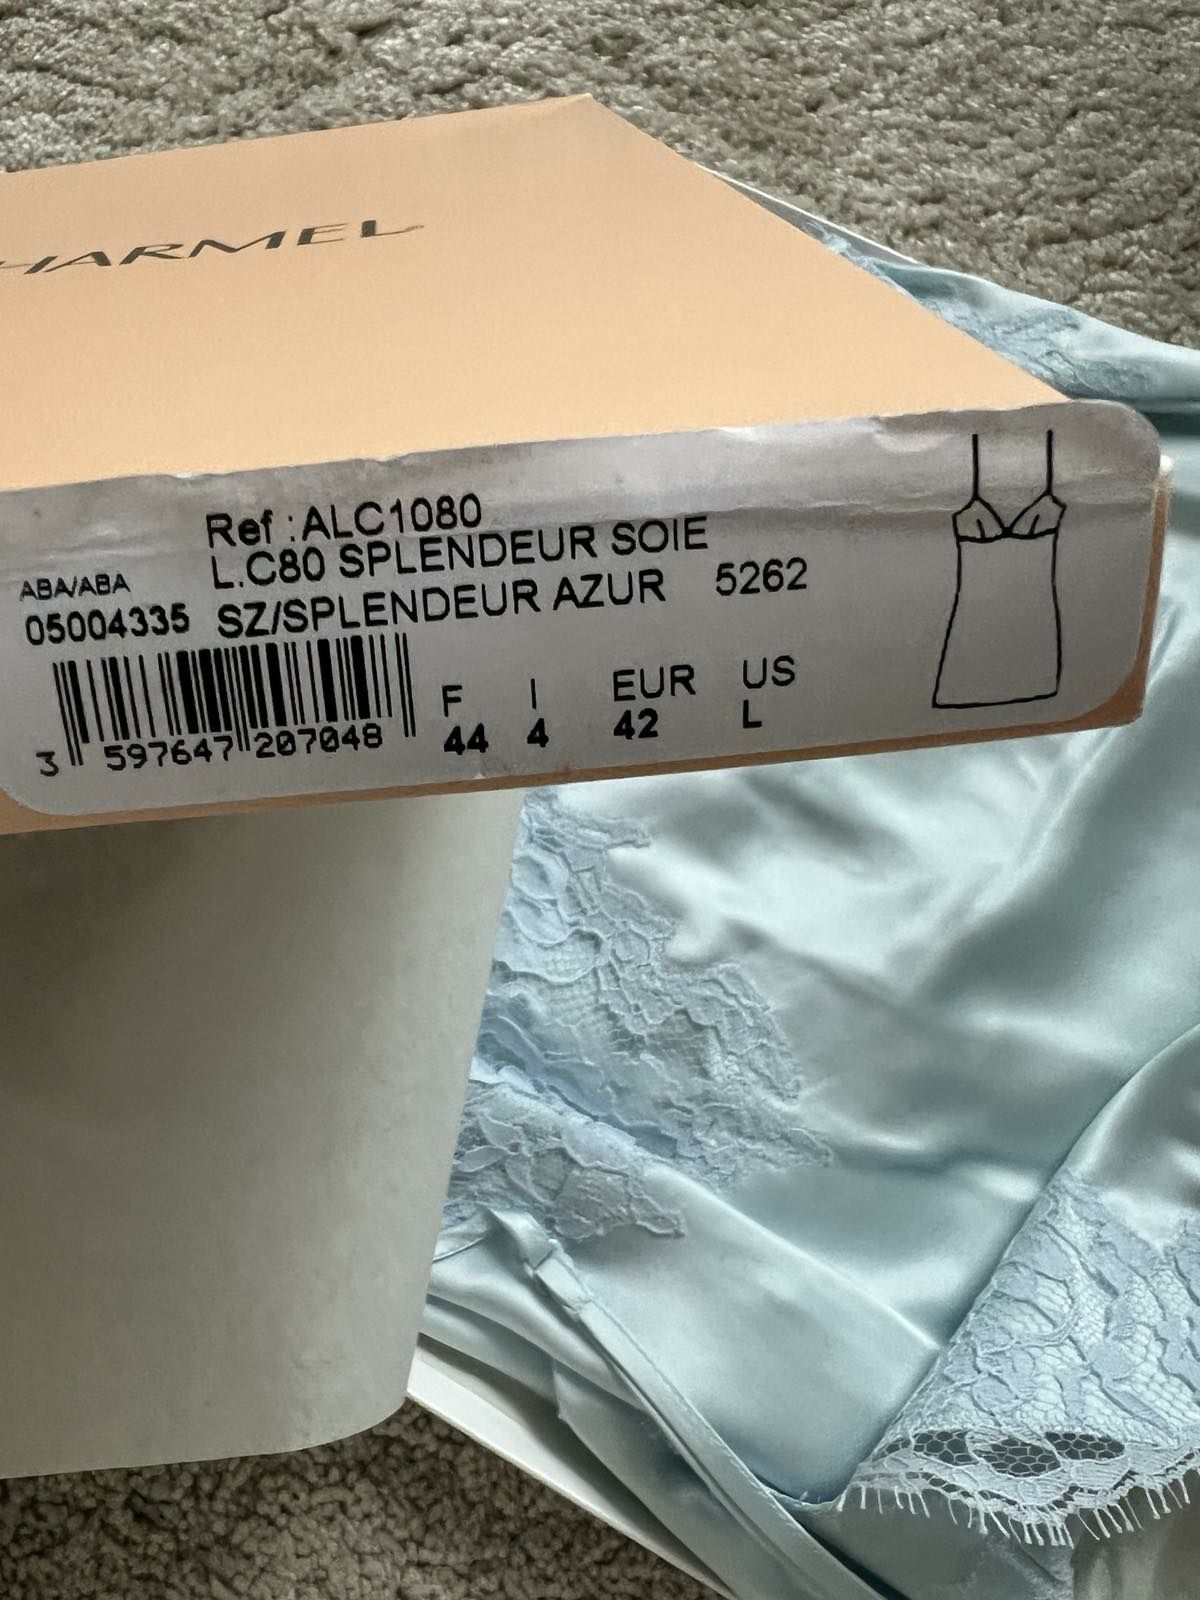 HARMEL
Ref : ALC1080
L.C80 SPLENDEUR SOIE
ABA/ABA
05004335 SZ/SPLENDEUR AZUR 5262
F I EUR US
44 4 42 L
3 597647 207048